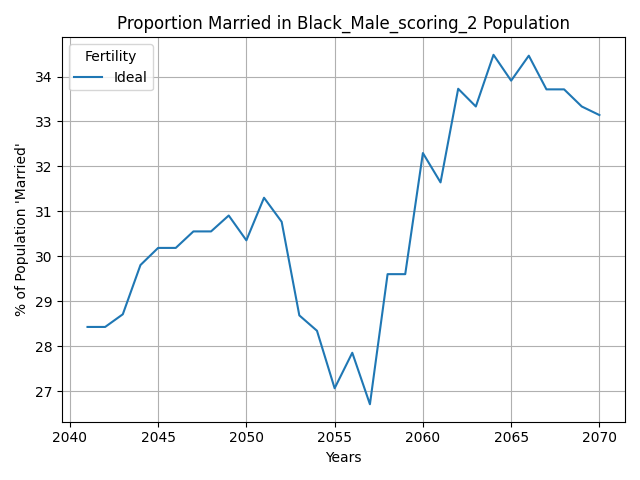 Proportion Married in Black_Male_scoring_2 Population
Fertility
Ideal
% of Population 'Married'
34
33
32
31
30
29
28
27
2040 2045 2050 2055 2060 2065 2070
Years